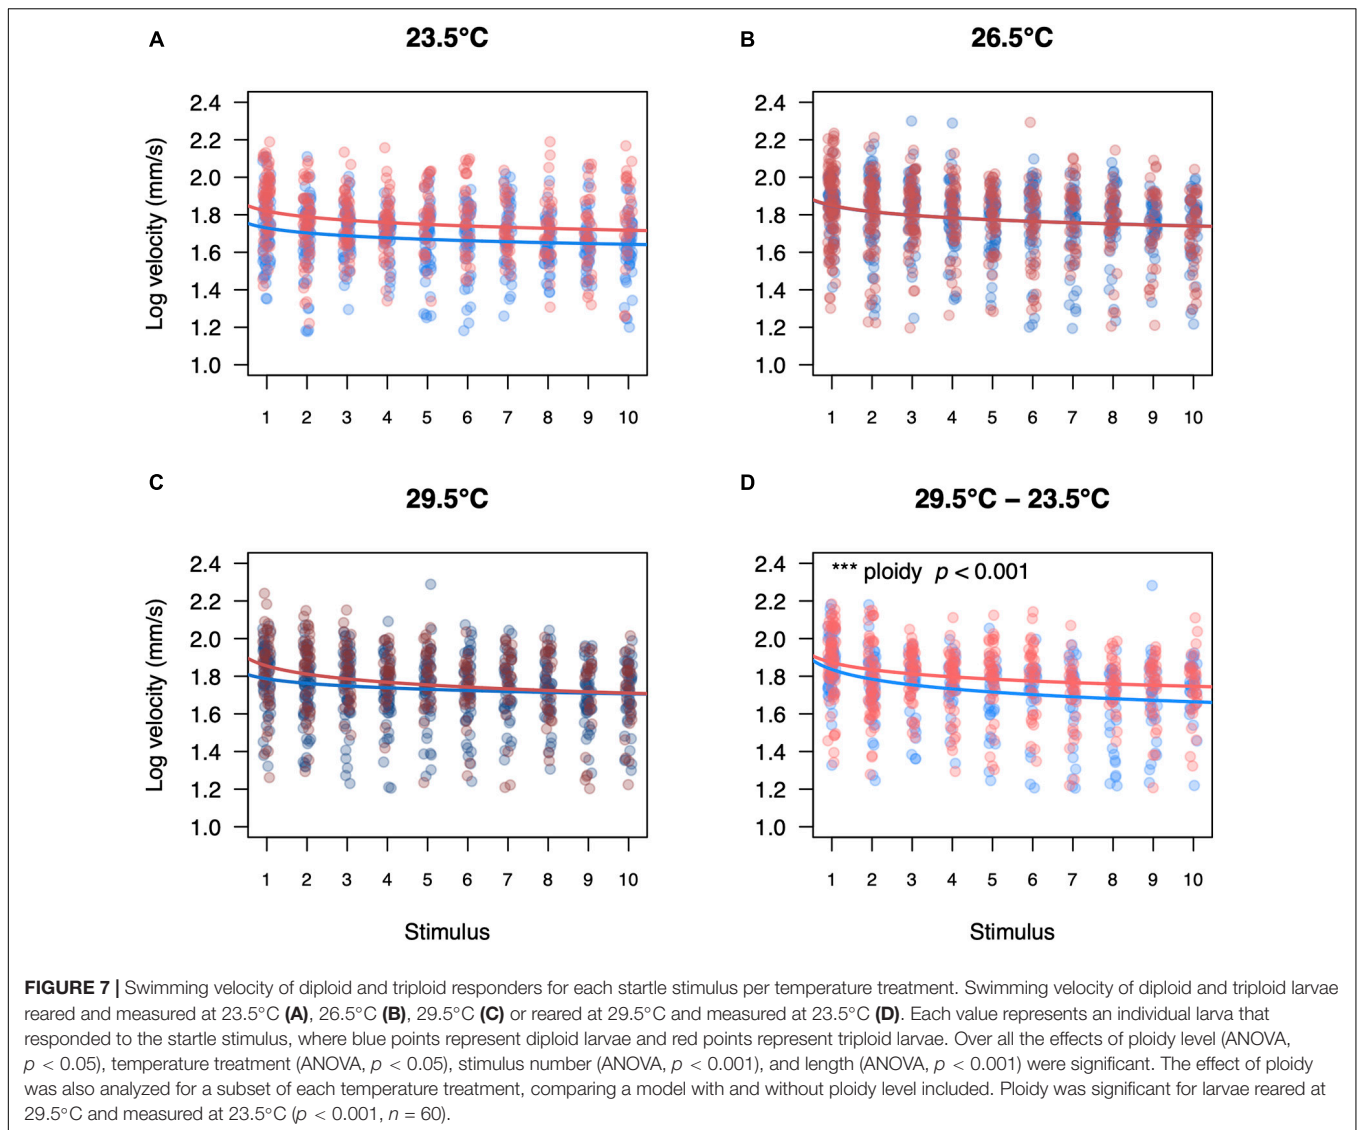 A
23.5°C
B
26.5°C
Log velocity (mm/s)
2.4
2.2
2.0
1.8
1.6
1.4
1.2
1.0
1 2 3 4 5 6 7 8 9 10
2.4
2.2
2.0
1.8
1.6
1.4
1.2
1.0
1 2 3 4 5 6 7 8 9 10
C
29.5°C
D
29.5°C – 23.5°C
Log velocity (mm/s)
2.4
2.2
2.0
1.8
1.6
1.4
1.2
1.0
1 2 3 4 5 6 7 8 9 10
Stimulus
*** ploidy p < 0.001
2.4
2.2
2.0
1.8
1.6
1.4
1.2
1.0
1 2 3 4 5 6 7 8 9 10
Stimulus
FIGURE 7 | Swimming velocity of diploid and triploid responders for each startle stimulus per temperature treatment. Swimming velocity of diploid and triploid larvae
reared and measured at 23.5°C (A), 26.5°C (B), 29.5°C (C) or reared at 29.5°C and measured at 23.5°C (D). Each value represents an individual larva that
responded to the startle stimulus, where blue points represent diploid larvae and red points represent triploid larvae. Over all the effects of ploidy level (ANOVA,
p < 0.05), temperature treatment (ANOVA, p < 0.05), stimulus number (ANOVA, p < 0.001), and length (ANOVA, p < 0.001) were significant. The effect of ploidy
was also analyzed for a subset of each temperature treatment, comparing a model with and without ploidy level included. Ploidy was significant for larvae reared at
29.5°C and measured at 23.5°C (p < 0.001, n = 60).